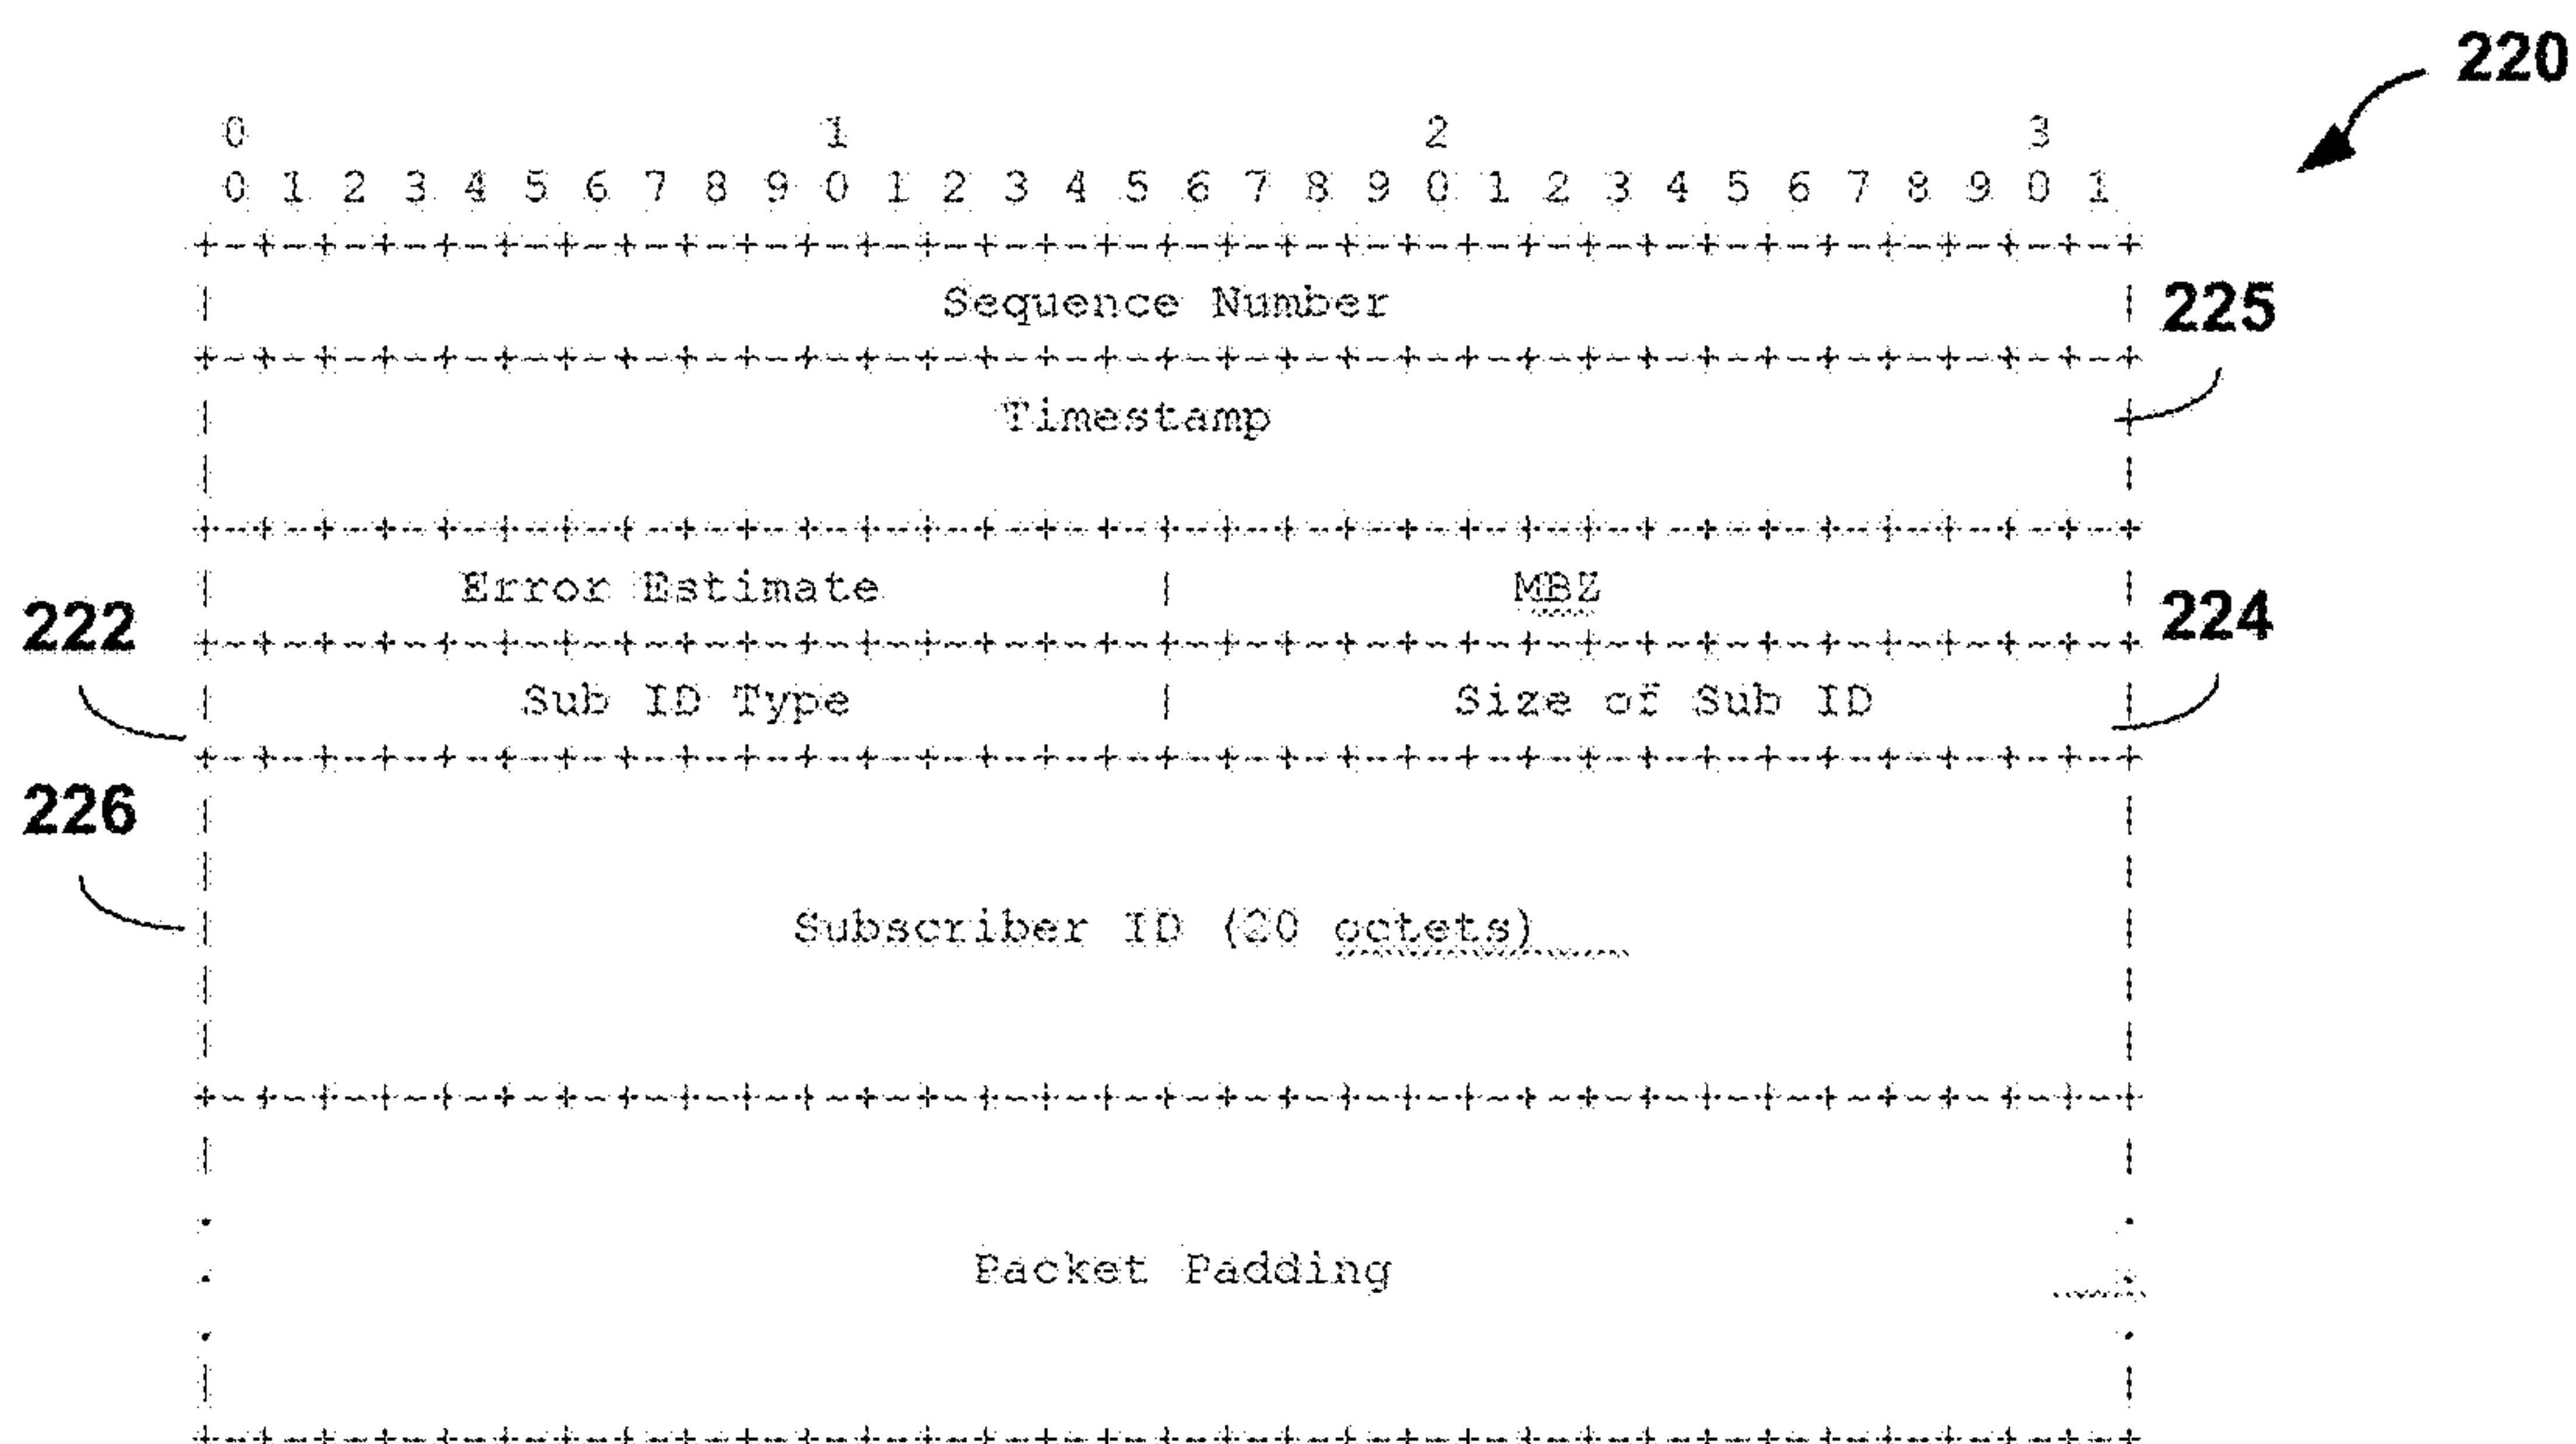 220
0 1 2 3
0 1 2 3 4 5 6 7 8 9 0 1 2 3 4 5 6 7 8 9 0 1 2 3 4 5 6 7 8 9 0 1
+-+-+-+-+-+-+-+-+-+-+-+-+-+-+-+-+-+-+-+-+-+-+-+-+-+-+-+-+-+-+-+-+
| Sequence Number | 225
+-+-+-+-+-+-+-+-+-+-+-+-+-+-+-+-+-+-+-+-+-+-+-+-+-+-+-+-+-+-+-+-+
| Timestamp +
| |
+-+-+-+-+-+-+-+-+-+-+-+-+-+-+-+-+-+-+-+-+-+-+-+-+-+-+-+-+-+-+-+-+
| Error Estimate | MBZ |
222 +-+-+-+-+-+-+-+-+-+-+-+-+-+-+-+-+-+-+-+-+-+-+-+-+-+-+-+-+-+-+-+-+ 224
| Sub ID Type | Size of Sub ID |
+-+-+-+-+-+-+-+-+-+-+-+-+-+-+-+-+-+-+-+-+-+-+-+-+-+-+-+-+-+-+-+-+
226 | |
| |
| Subscriber ID (20 octets) |
| |
| |
+-+-+-+-+-+-+-+-+-+-+-+-+-+-+-+-+-+-+-+-+-+-+-+-+-+-+-+-+-+-+-+-+
| |
. .
. Packet Padding .
. .
| |
+-+-+-+-+-+-+-+-+-+-+-+-+-+-+-+-+-+-+-+-+-+-+-+-+-+-+-+-+-+-+-+-+